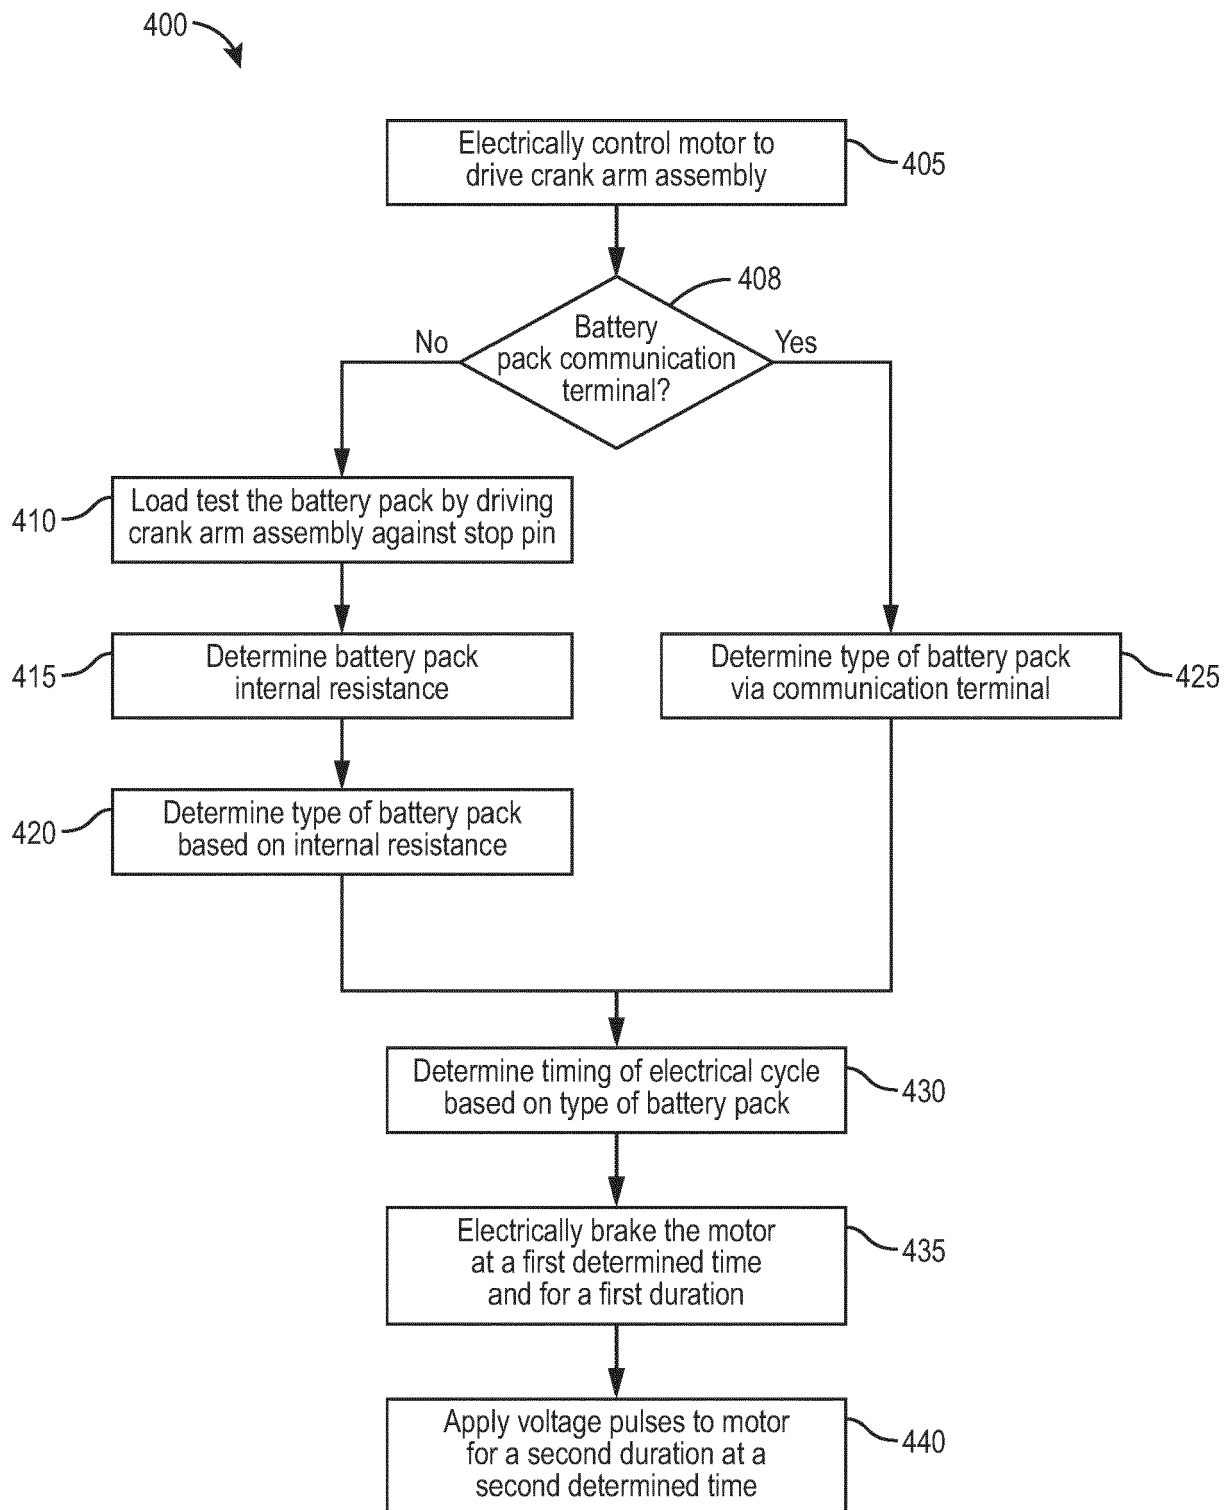 400
Electrically control motor to
drive crank arm assembly
405
408
Battery
pack communication
terminal?
No
Yes
410
Load test the battery pack by driving
crank arm assembly against stop pin
415
Determine battery pack
internal resistance
Determine type of battery pack
via communication terminal
425
420
Determine type of battery pack
based on internal resistance
Determine timing of electrical cycle
based on type of battery pack
430
Electrically brake the motor
at a first determined time
and for a first duration
435
Apply voltage pulses to motor
for a second duration at a
second determined time
440